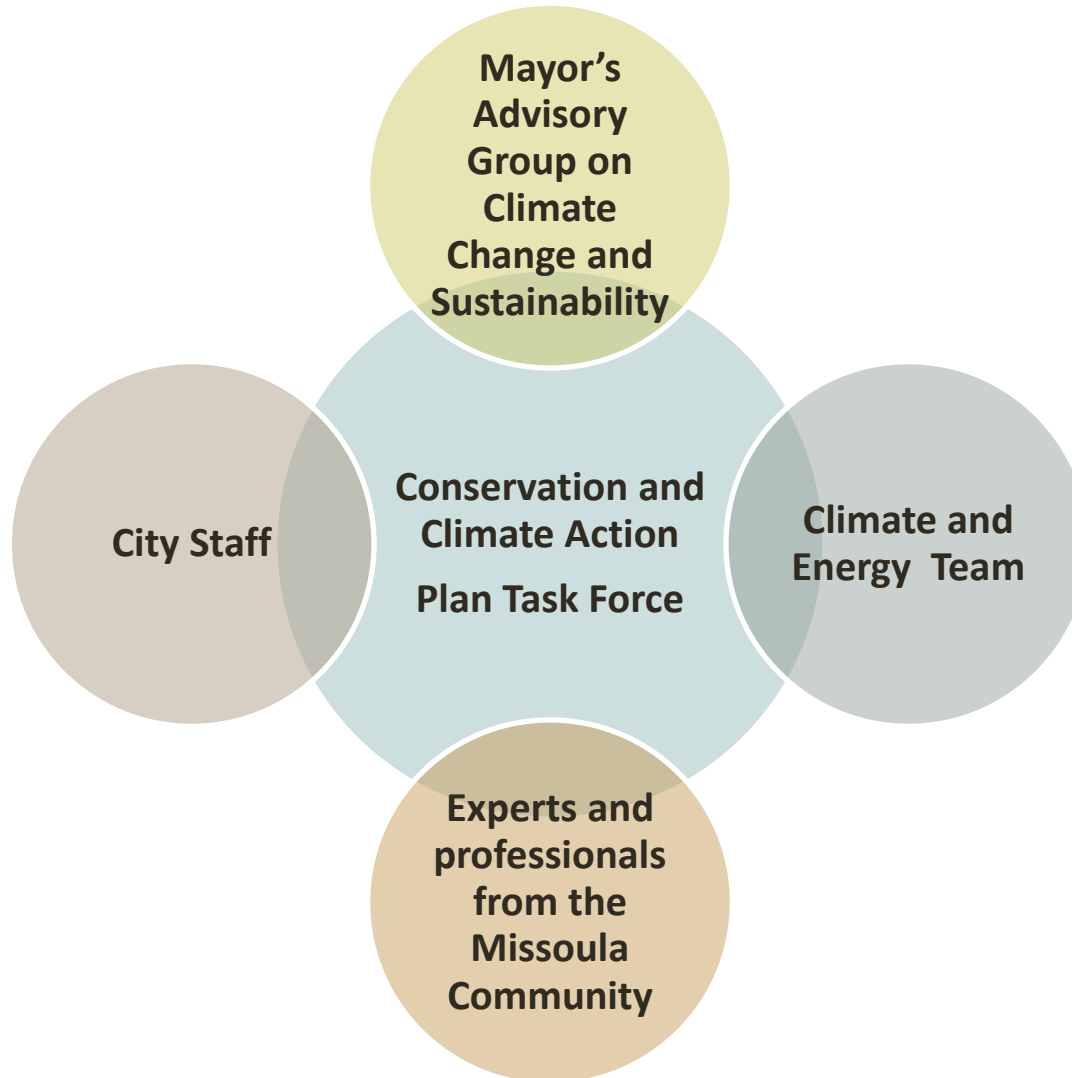 Mayor’s
Advisory
Group on
Climate
Change and
Sustainability
City Staff
Conservation and
Climate Action
Plan Task Force
Climate and
Energy  Team
Experts and
professionals
from the
Missoula
Community